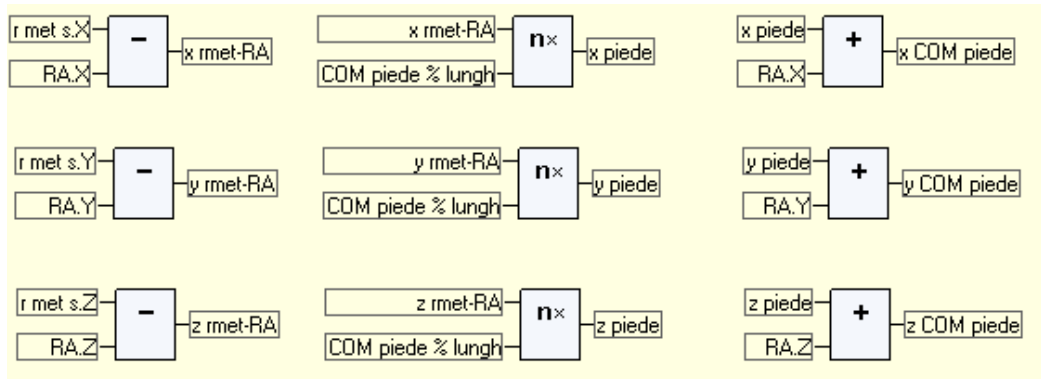 r met s.X − x rmet-RA x rmet-RA n× x piede x piede + x COM piede
RA.X COM piede % lungh RA.X
r met s.Y − y rmet-RA y rmet-RA n× y piede y piede + y COM piede
RA.Y COM piede % lungh RA.Y
r met s.Z − z rmet-RA z rmet-RA n× z piede z piede + z COM piede
RA.Z COM piede % lungh RA.Z